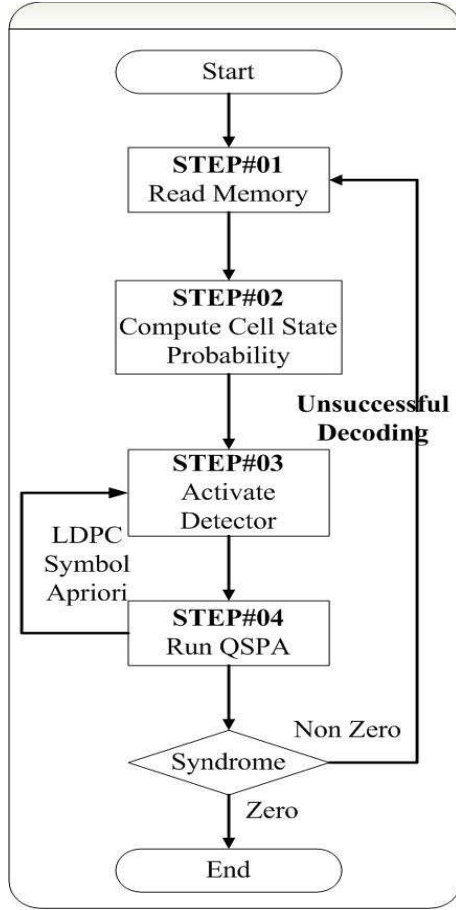 Start
STEP#01
Read Memory
STEP#02
Compute Cell State
Probability
Unsuccessful
Decoding
STEP#03
Activate
Detector
LDPC
Symbol
Apriori
STEP#04
Run QSPA
Non Zero
Syndrome
Zero
End